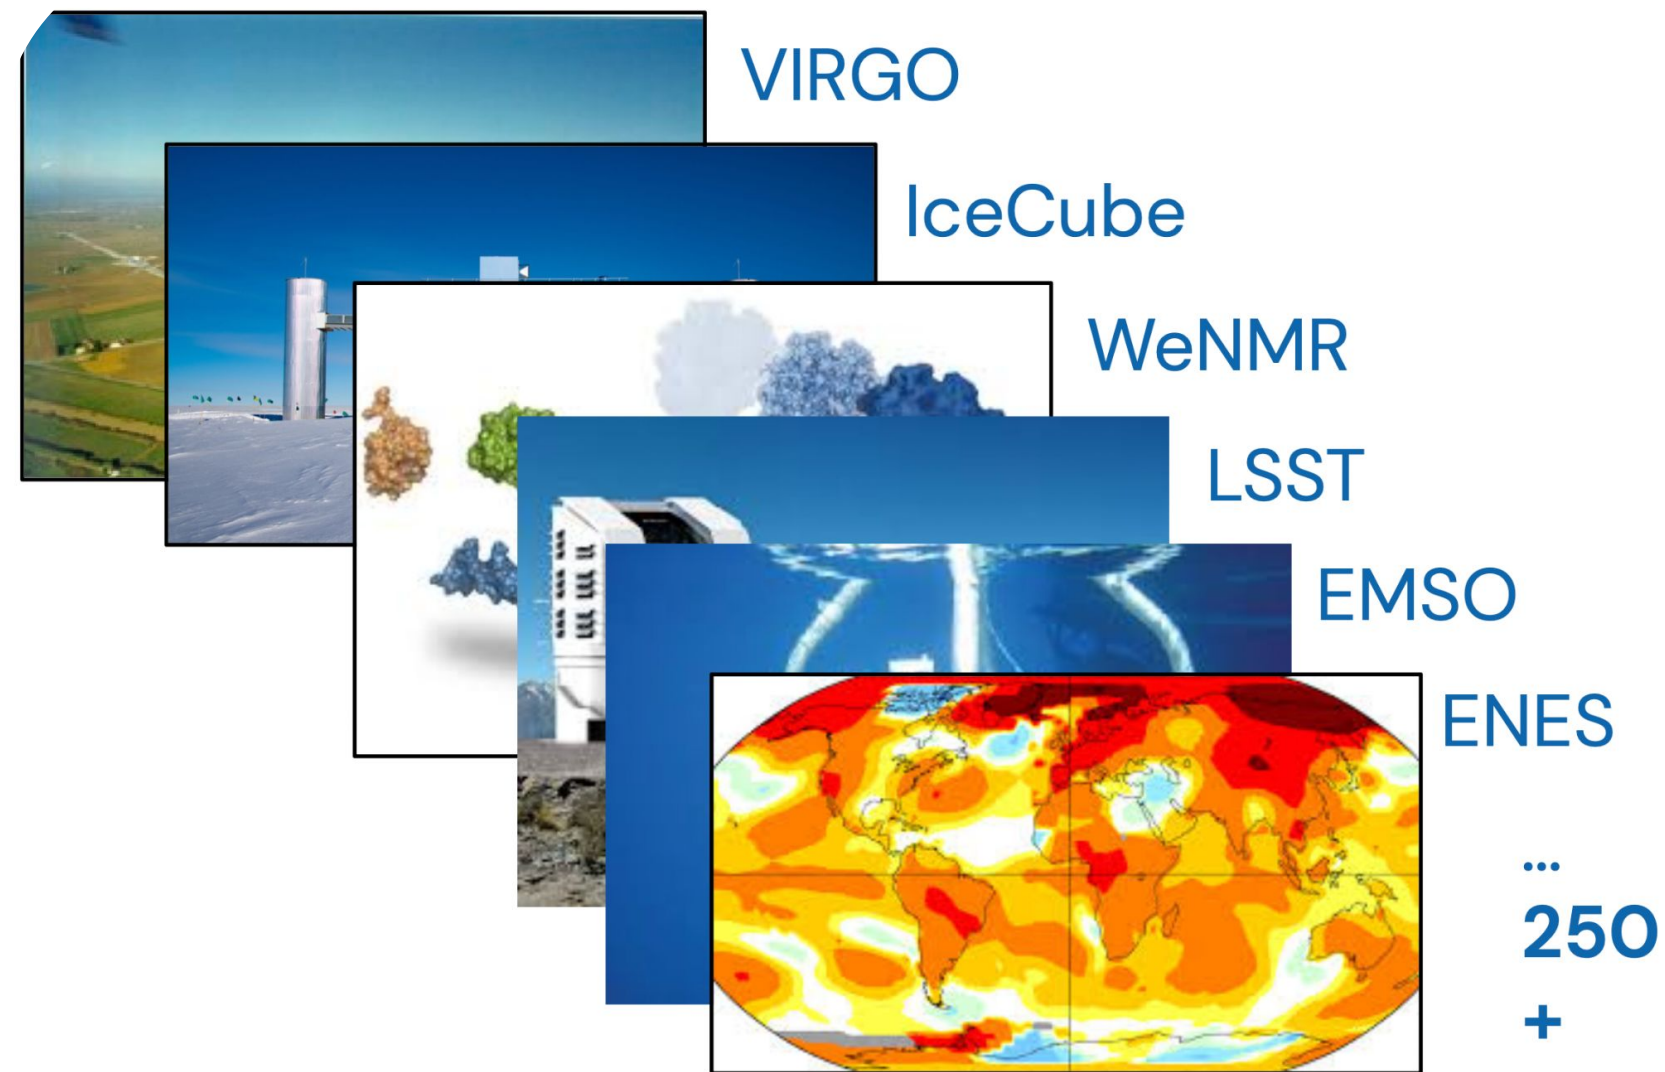 VIRGO
IceCube
WeNMR
LSST
EMSO
ENES
...
250
+